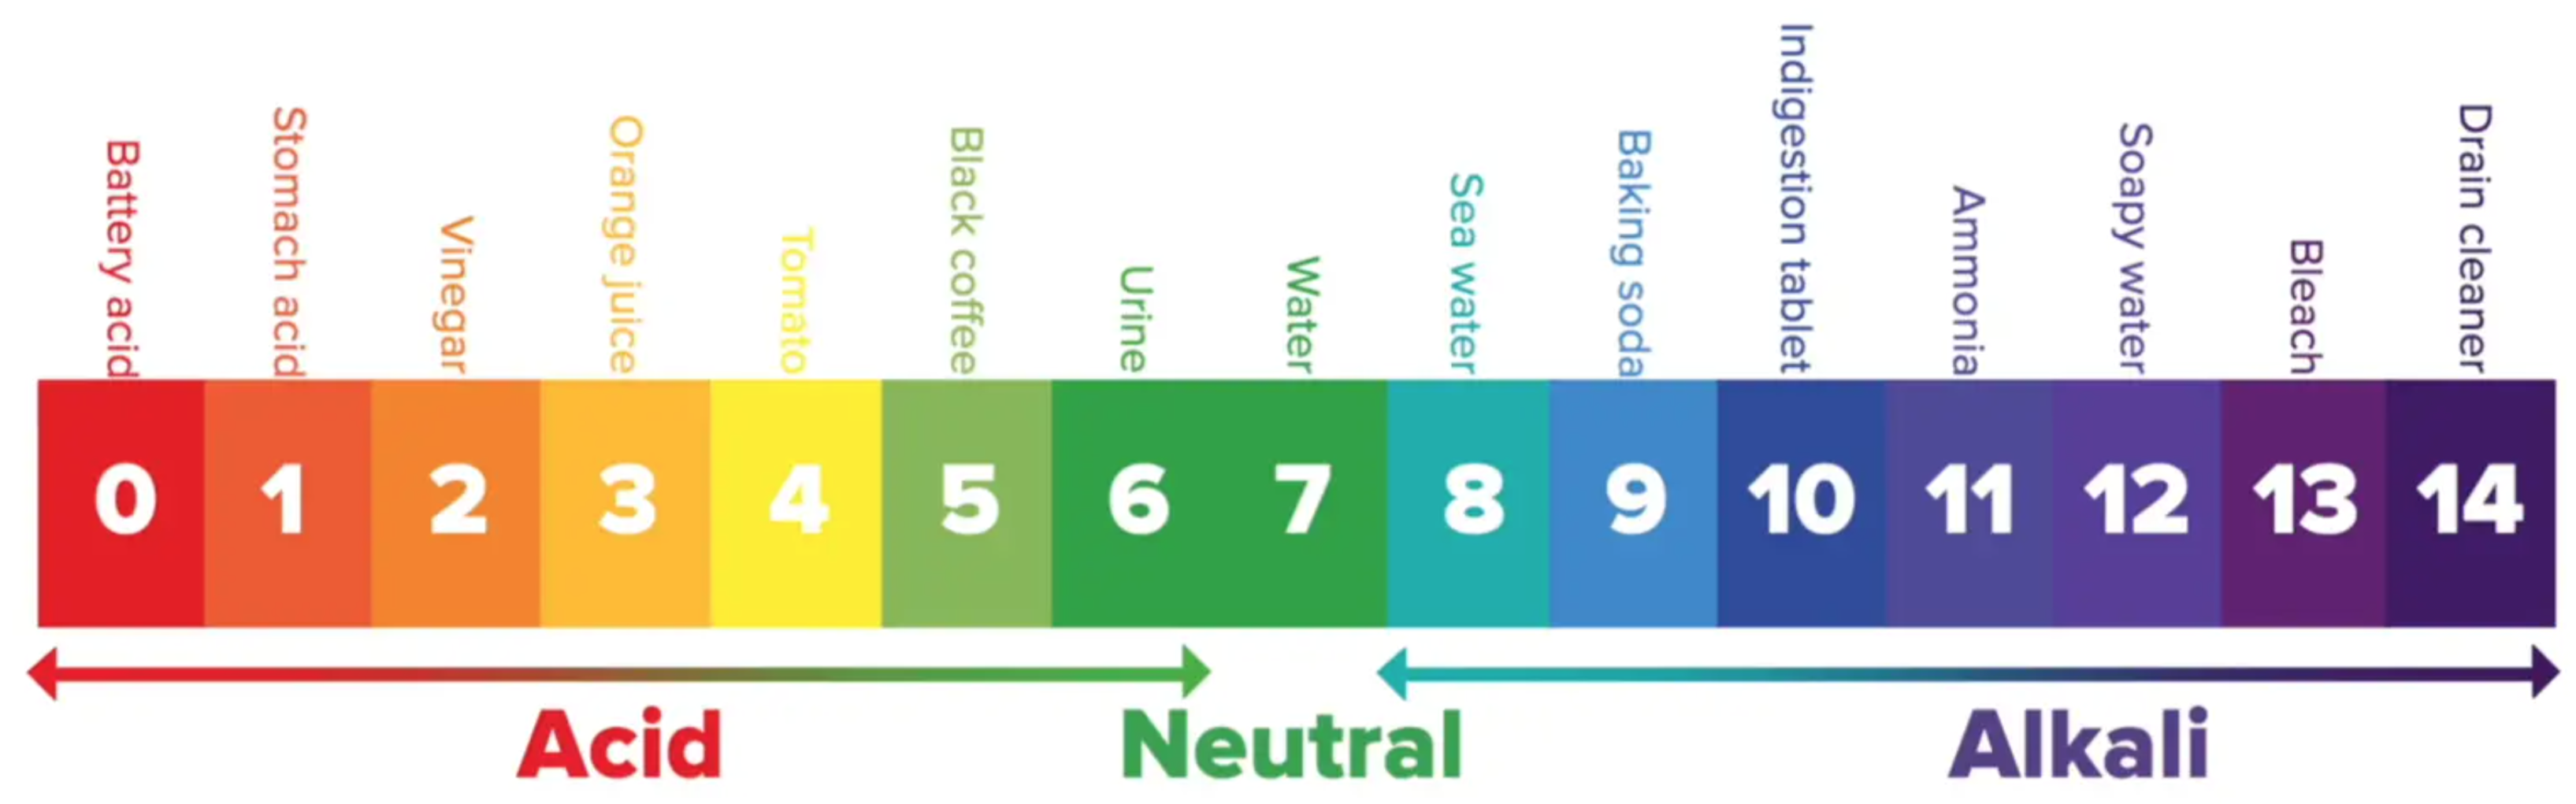 Battery acid
Stomach acid
Vinegar
Orange juice
Tomato
Black coffee
Urine
Water
Sea water
Baking soda
Indigestion tablet
Ammonia
Soapy water
Bleach
Drain cleaner
0 1 2 3 4 5 6 7 8 9 10 11 12 13 14
Acid Neutral Alkali